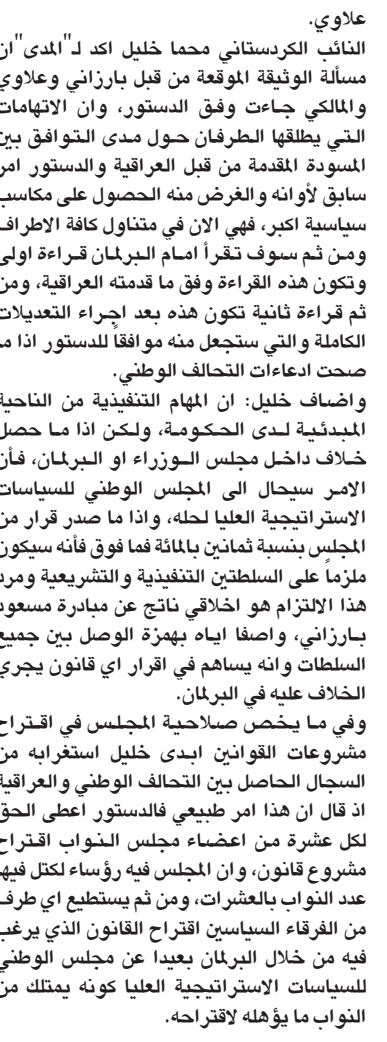 علاوي.
النائب الكردستاني محما خليل اكد لـ"المدى"ان
مسألة الوثيقة الموقعة من قبل بارزاني وعلاوي
والمالكي جاءت وفق الدستور، وان الاتهامات
التي يطلقها الطرفان حول مدى التوافق بين
المسودة المقدمة من قبل العراقية والدستور امر
سابق لأوانه والغرض منه الحصول على مكاسب
سياسية اكبر، فهي الان في متناول كافة الاطراف
ومن ثم سوف تقرأ امام البرلمان قراءة اولى
وتكون هذه القراءة وفق ما قدمته العراقية، ومن
ثم قراءة ثانية تكون هذه بعد اجراء التعديلات
الكاملة والتي ستجعل منه موافقاً للدستور اذا ما
صحت ادعاءات التحالف الوطني.
واضاف خليل: ان المهام التنفيذية من الناحية
المبدئية لدى الحكومة، ولكن اذا ما حصل
خلاف داخل مجلس الوزراء او البرلمان، فأن
الامر سيحال الى المجلس الوطني للسياسات
الاستراتيجية العليا لحله، واذا ما صدر قرار من
المجلس بنسبة ثمانين بالمائة فما فوق فأنه سيكون
ملزماً على السلطتين التنفيذية والتشريعية ومرد
هذا الالتزام هو اخلاقي ناتج عن مبادرة مسعود
بارزاني، واصفا اياه بهمزة الوصل بين جميع
السلطات وانه يساهم في اقرار اي قانون يجري
الخلاف عليه في البرلمان.
وفي ما يخص صلاحية المجلس في اقتراح
مشروعات القوانين ابدى خليل استغرابه من
السجال الحاصل بين التحالف الوطني والعراقية
اذ قال ان هذا امر طبيعي فالدستور اعطى الحق
لكل عشرة من اعضاء مجلس النواب اقتراح
مشروع قانون، وان المجلس فيه رؤساء لكتل فيها
عدد النواب بالعشرات، ومن ثم يستطيع اي طرف
من الفرقاء السياسين اقتراح القانون الذي يرغب
فيه من خلال البرلمان بعيدا عن مجلس الوطني
للسياسات الاستراتيجية العليا كونه يمتلك من
النواب ما يؤهله لاقتراحه.